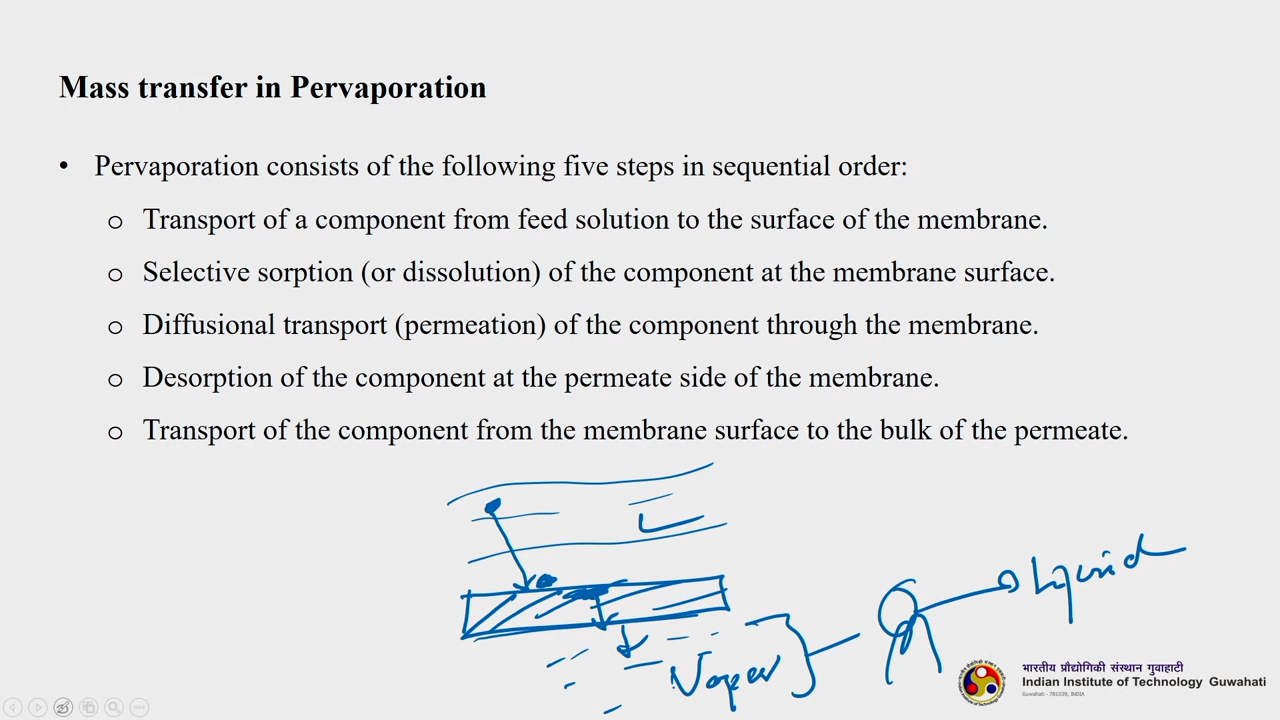 Mass transfer in Pervaporation
• Pervaporation consists of the following five steps in sequential order:
o Transport of a component from feed solution to the surface of the membrane.
o Selective sorption (or dissolution) of the component at the membrane surface.
o Diffusional transport (permeation) of the component through the membrane.
o Desorption of the component at the permeate side of the membrane.
o Transport of the component from the membrane surface to the bulk of the permeate.
Liquid
Vapor
भारतीय प्रौद्योगिकी संस्थान गुवाहाटी
Indian Institute of Technology Guwahati
Guwahati - 781039, INDIA